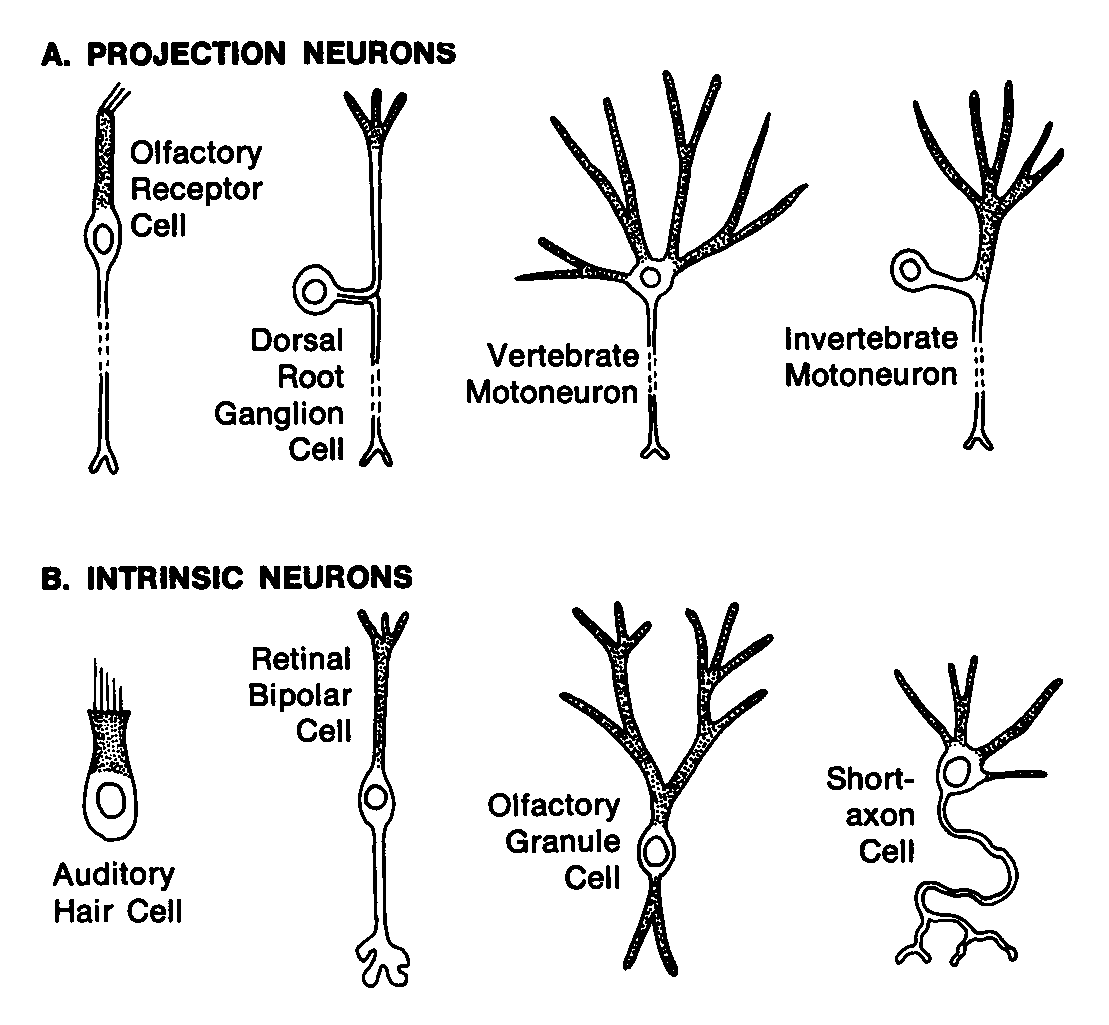 A. PROJECTION NEURONS
Olfactory
Receptor
Cell
Dorsal
Root
Ganglion
Cell
Vertebrate
Motoneuron
Invertebrate
Motoneuron
B. INTRINSIC NEURONS
Auditory
Hair Cell
Retinal
Bipolar
Cell
Olfactory
Granule
Cell
Short-
axon
Cell